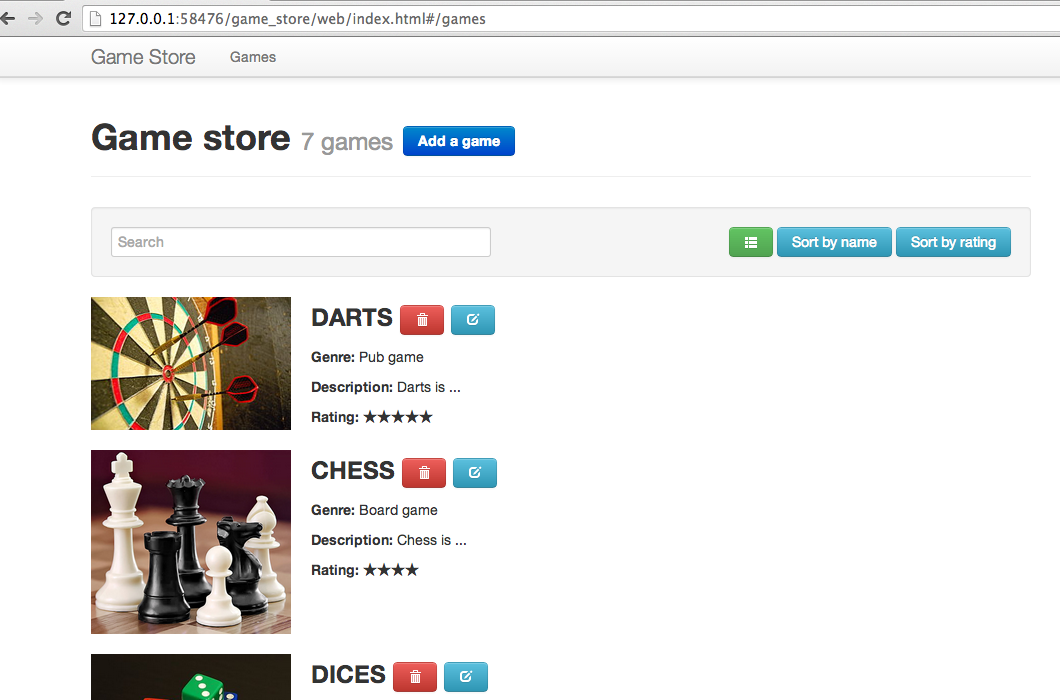 127.0.0.1:58476/game_store/web/index.html#/games
Game Store Games
Game store 7 games Add a game
Search Sort by name Sort by rating
DARTS
Genre: Pub game
Description: Darts is ...
Rating: ★★★★★
CHESS
Genre: Board game
Description: Chess is ...
Rating: ★★★★
DICES